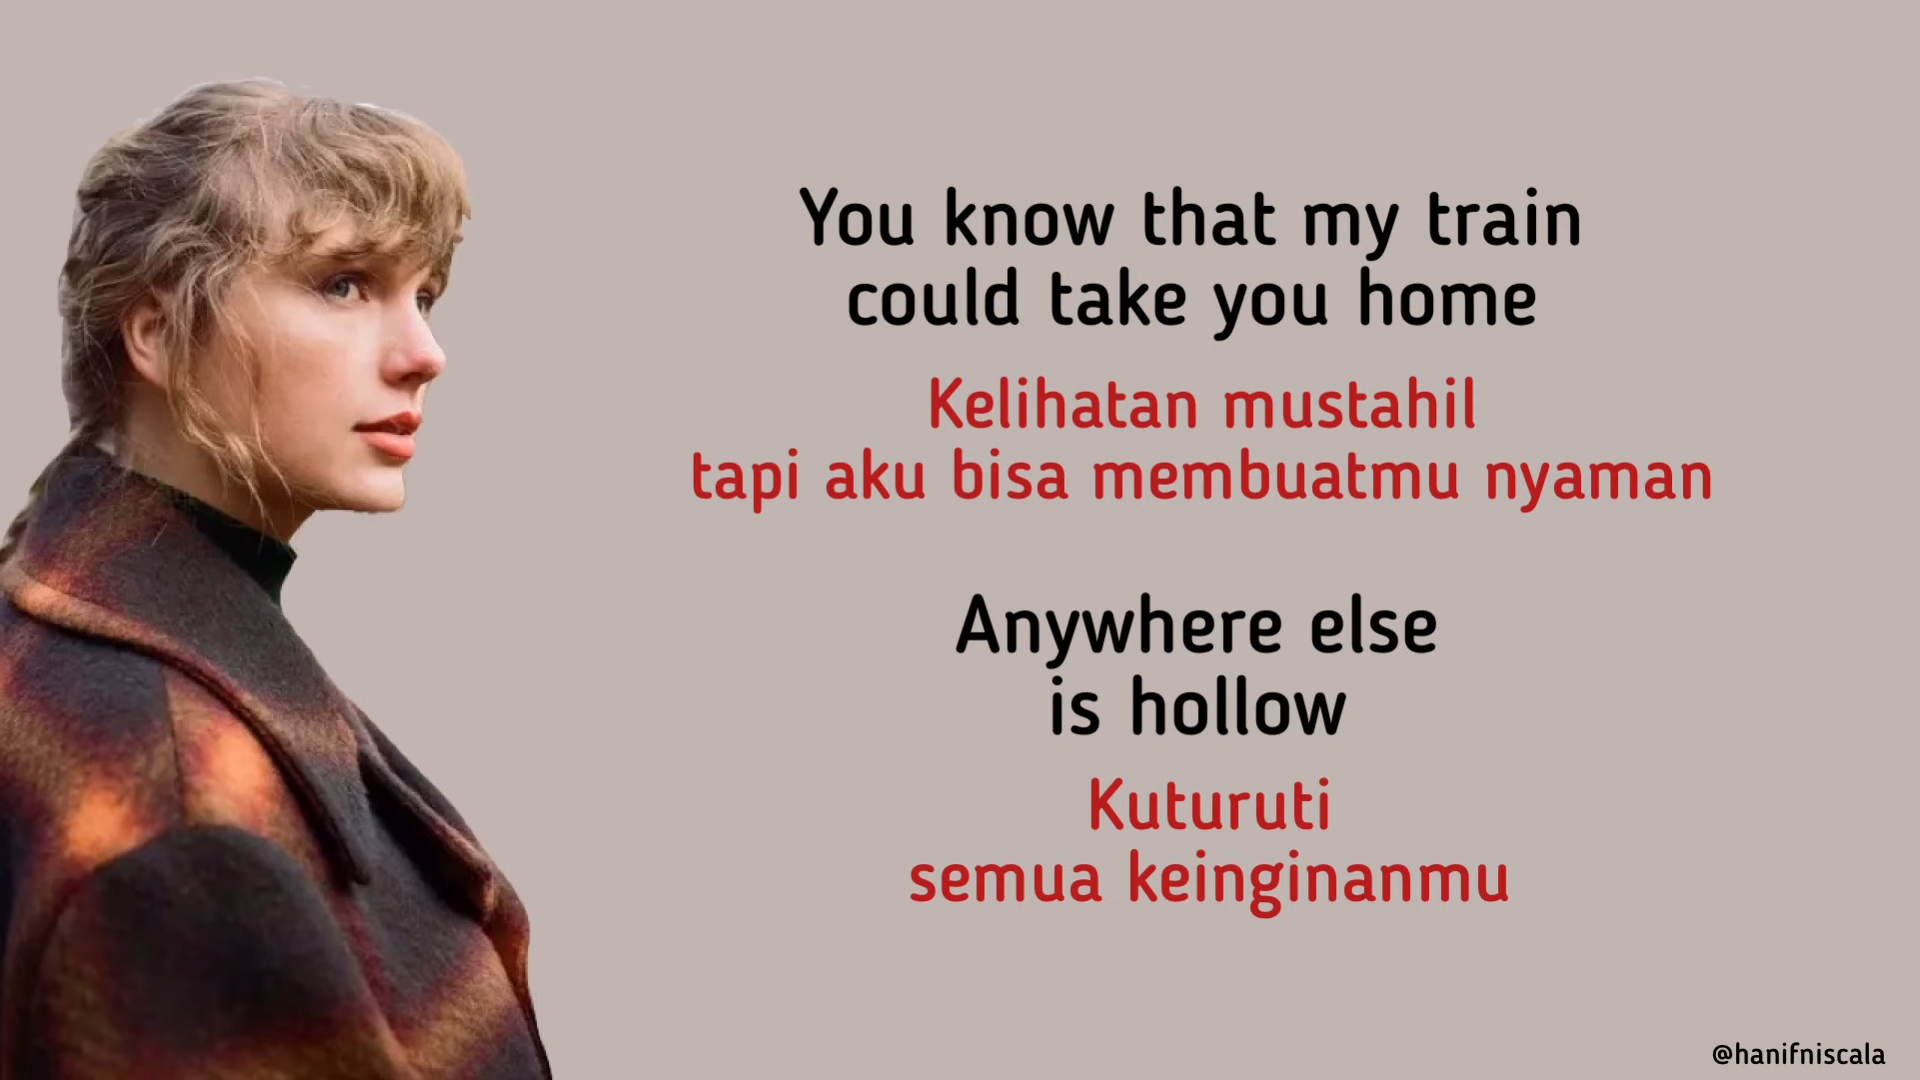 You know that my train
could take you home
Kelihatan mustahil
tapi aku bisa membuatmu nyaman
Anywhere else
is hollow
Kuturuti
semua keinginanmu
@hanifniscala